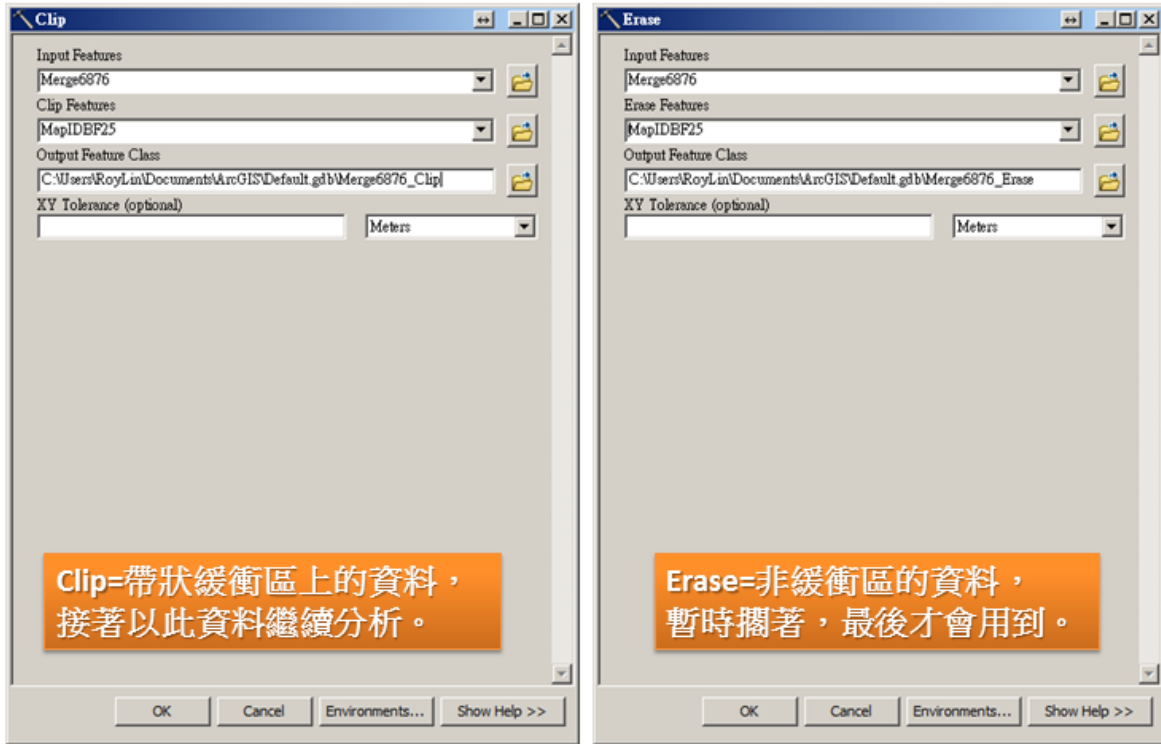 Clip
Input Features
Merge6876
Clip Features
MapIDBF25
Output Feature Class
C:\Users\RoyLin\Documents\ArcGIS\Default.gdb\Merge6876_Clip
XY Tolerance (optional)
Meters
Clip=帶狀緩衝區上的資料，
接著以此資料繼續分析。
OK
Cancel
Environments...
Show Help >>
Erase
Input Features
Merge6876
Erase Features
MapIDBF25
Output Feature Class
C:\Users\RoyLin\Documents\ArcGIS\Default.gdb\Merge6876_Erase
XY Tolerance (optional)
Meters
Erase=非緩衝區的資料，
暫時擱著，最後才會用到。
OK
Cancel
Environments...
Show Help >>